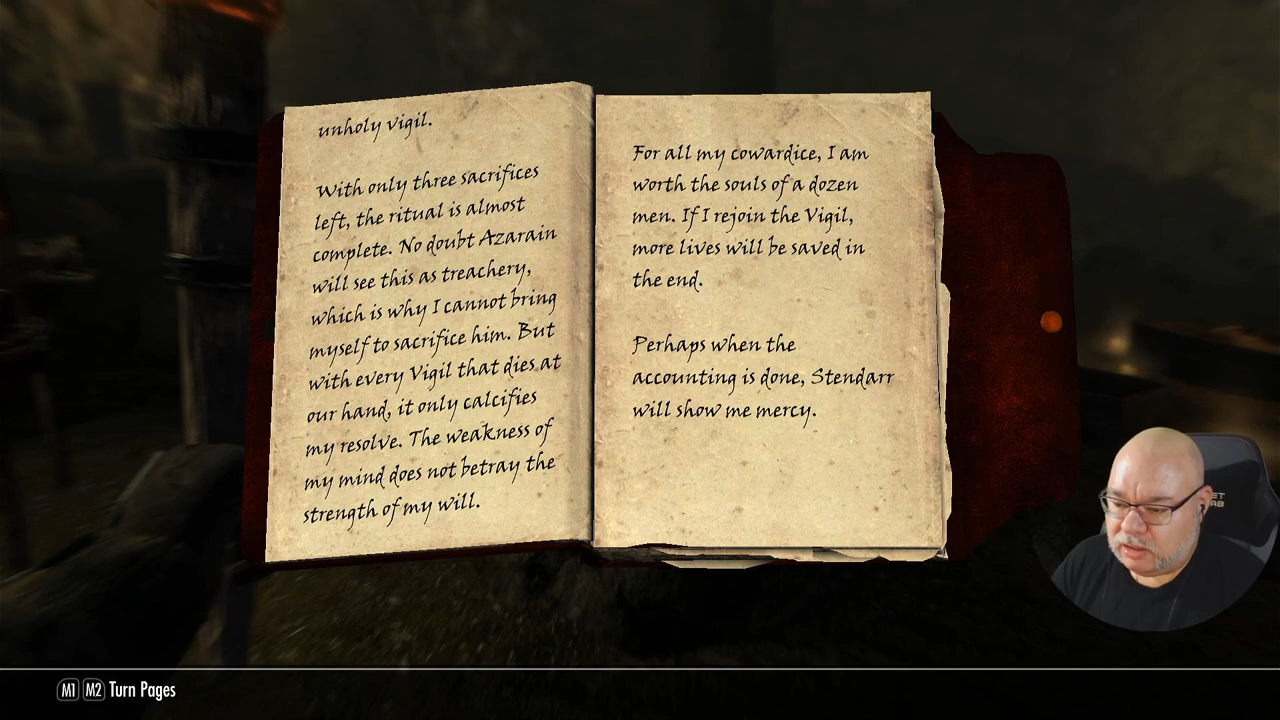 unholy vigil.
With only three sacrifices
left, the ritual is almost
complete. No doubt Azarain
will see this as treachery,
which is why I cannot bring
myself to sacrifice him. But
with every Vigil that dies at
our hand, it only calcifies
my resolve. The weakness of
my mind does not betray the
strength of my will.
For all my cowardice, I am
worth the souls of a dozen
men. If I rejoin the Vigil,
more lives will be saved in
the end.
Perhaps when the
accounting is done, Stendarr
will show me mercy.
M1 M2 Turn Pages